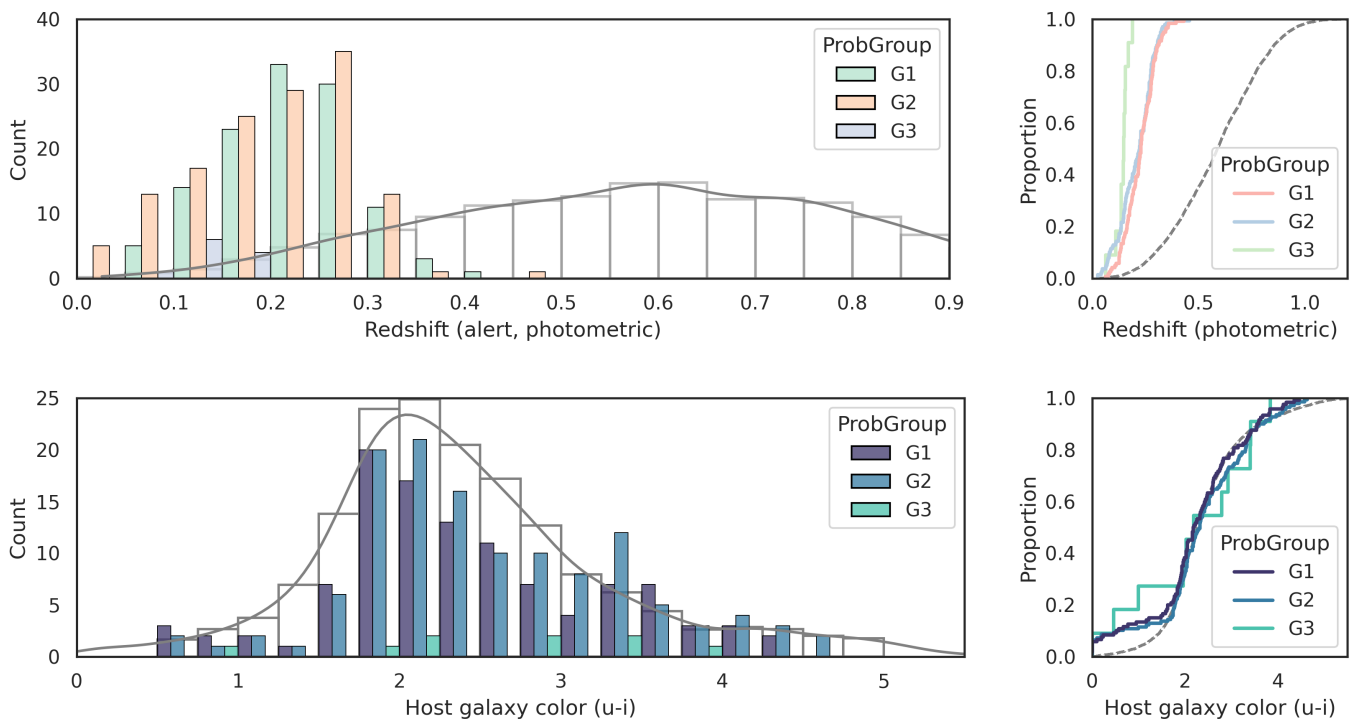 40
30
20
10
0
Count
0.0 0.1 0.2 0.3 0.4 0.5 0.6 0.7 0.8 0.9
Redshift (alert, photometric)
ProbGroup
G1
G2
G3
1.0
0.8
0.6
0.4
0.2
0.0
Proportion
0.0 0.5 1.0
Redshift (photometric)
ProbGroup
G1
G2
G3
25
20
15
10
5
0
Count
0 1 2 3 4 5
Host galaxy color (u-i)
ProbGroup
G1
G2
G3
1.0
0.8
0.6
0.4
0.2
0.0
Proportion
0 2 4
Host galaxy color (u-i)
ProbGroup
G1
G2
G3